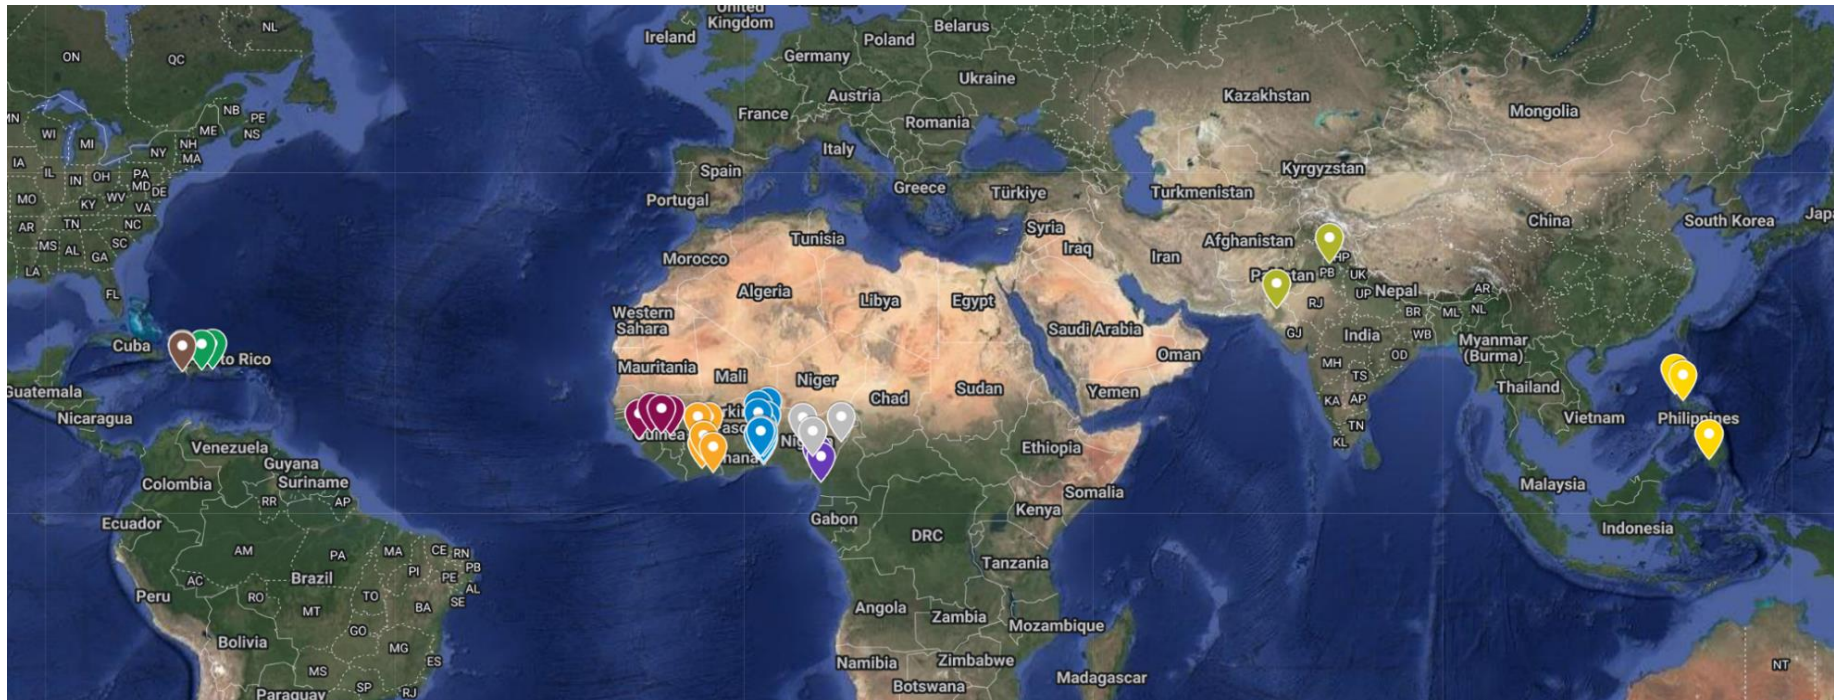 United
Kingdom
Ireland
Belarus
Poland
Germany
Ukraine
Austria
France
Romania
Italy
Spain
Portugal
Greece
Türkiye
Kazakhstan
Mongolia
Kyrgyzstan
Turkmenistan
China
South Korea
NL
ON
QC
NB
PE
ME
NS
WI
MI
NH
NY
MA
IA
IL
IN
OH
PA
MD
DE
MO
KY
WV
VA
AR
TN
NC
MS
AL
GA
SC
LA
FL
Tunisia
Morocco
Syria
Iraq
Iran
Afghanistan
HP
PB
UK
UP
Nepal
AR
NL
RJ
BR
ML
GJ
India
WB
OD
MH
TS
KA
AP
TN
KL
Myanmar
(Burma)
Thailand
Vietnam
Philippines
Malaysia
Indonesia
Algeria
Libya
Egypt
Western
Sahara
Saudi Arabia
Oman
Yemen
Mauritania
Mali
Niger
Chad
Sudan
Ethiopia
Somalia
Kenya
Gabon
DRC
Tanzania
Angola
Zambia
Mozambique
Namibia
Zimbabwe
Botswana
Madagascar
Cuba
to Rico
Guatemala
Nicaragua
Venezuela
Guyana
Suriname
Colombia
RR
AP
Ecuador
AM
PA
MA
CE
RN
PB
PI
PE
AL
SE
AC
RO
Brazil
TO
BA
Peru
MT
GO
Bolivia
MG
ES
MS
SP
RJ
Paraguay
NT